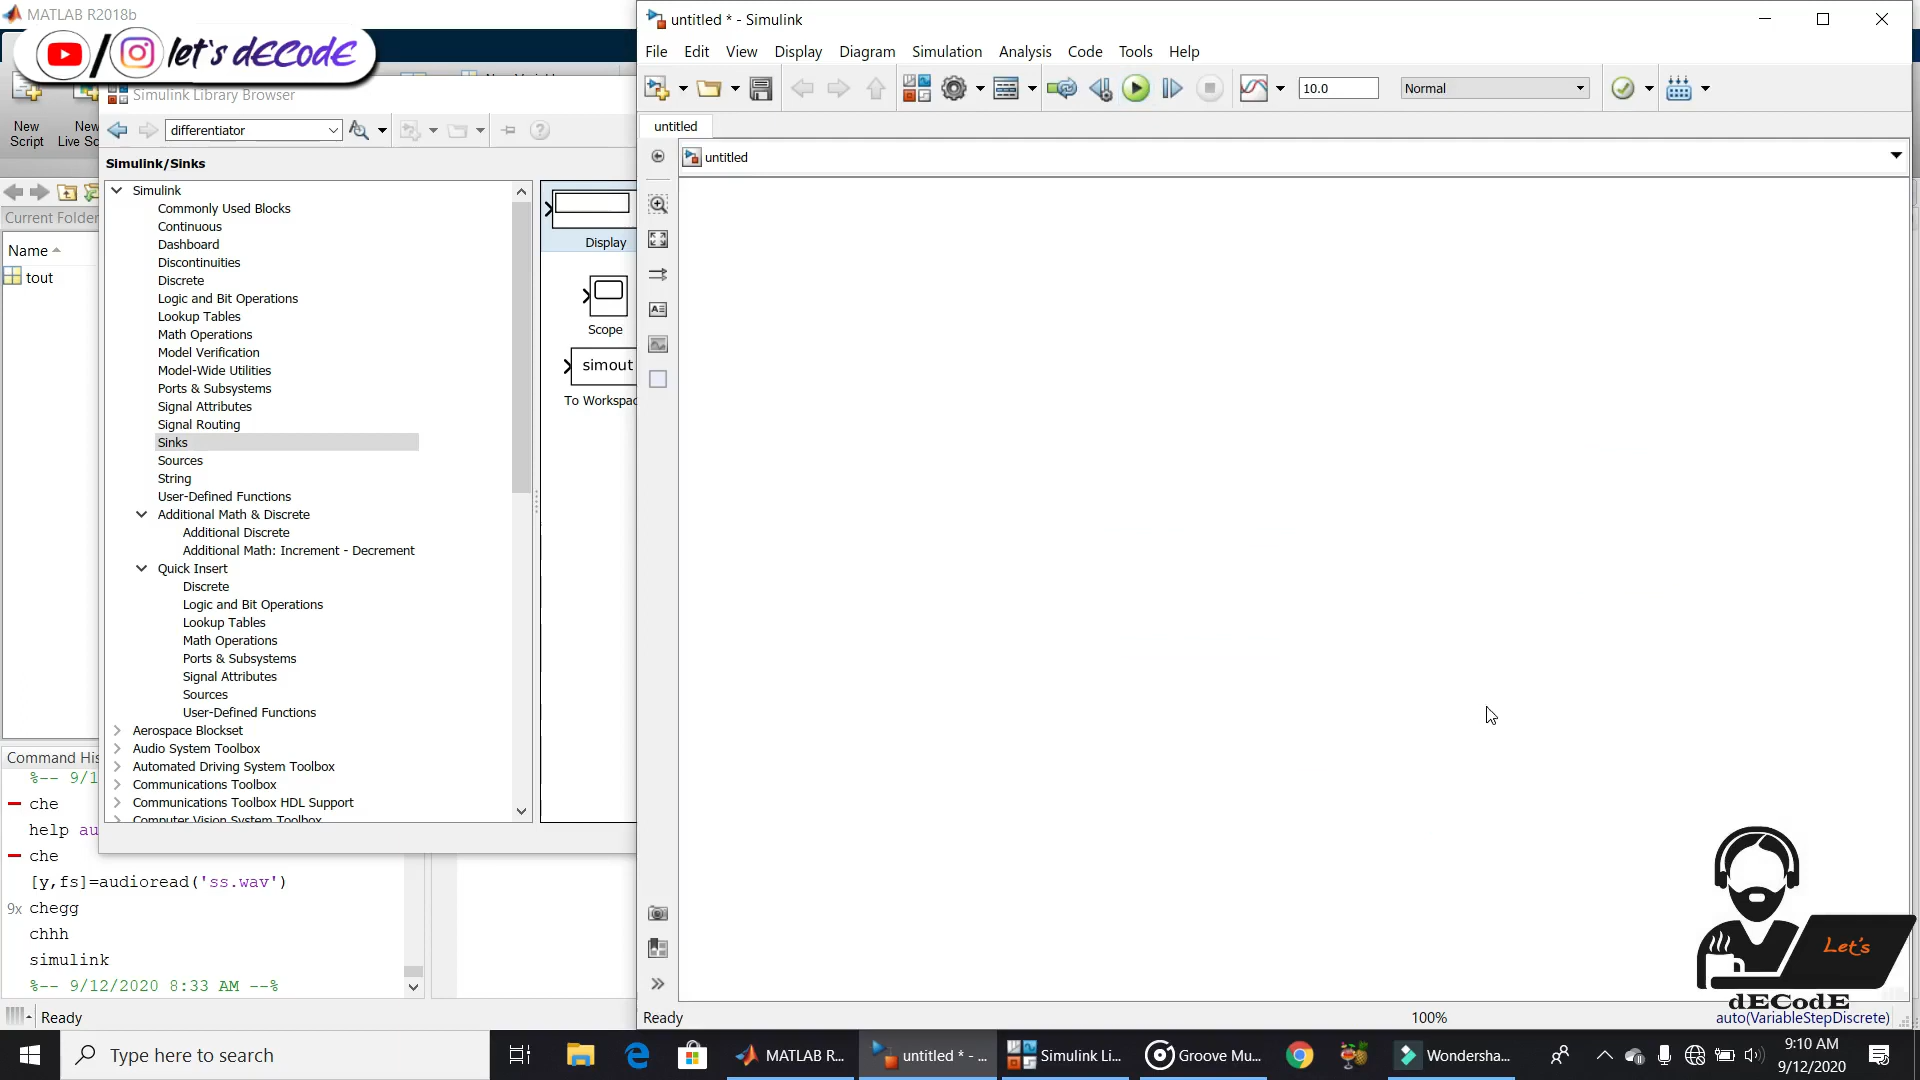 MATLAB R2018b
let's dECodE
New
Script
New
Live Sc
Current Folder
Name
tout
Command His
%-- 9/1
che
help au
che
[y,fs]=audioread('ss.wav')
9x chegg
chhh
simulink
%-- 9/12/2020 8:33 AM --%
Ready
Simulink Library Browser
differentiator
Simulink/Sinks
Simulink
Commonly Used Blocks
Continuous
Dashboard
Discontinuities
Discrete
Logic and Bit Operations
Lookup Tables
Math Operations
Model Verification
Model-Wide Utilities
Ports & Subsystems
Signal Attributes
Signal Routing
Sinks
Sources
String
User-Defined Functions
Additional Math & Discrete
Additional Discrete
Additional Math: Increment - Decrement
Quick Insert
Discrete
Logic and Bit Operations
Lookup Tables
Math Operations
Ports & Subsystems
Signal Attributes
Sources
User-Defined Functions
Aerospace Blockset
Audio System Toolbox
Automated Driving System Toolbox
Communications Toolbox
Communications Toolbox HDL Support
Computer Vision System Toolbox
Display
Scope
simout
To Workspac
untitled * - Simulink
File Edit View Display Diagram Simulation Analysis Code Tools Help
10.0 Normal
untitled
untitled
Let's
dECodE
Ready 100% auto(VariableStepDiscrete)
Type here to search
MATLAB R...
untitled * - ...
Simulink Li...
Groove Mu...
Wondersha...
9:10 AM
9/12/2020